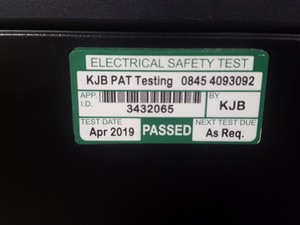 ELECTRICAL SAFETY TEST
KJB PAT Testing 0845 4093092
APP. I.D. 3432065 BY KJB
TEST DATE NEXT TEST DUE
Apr 2019 PASSED As Req.